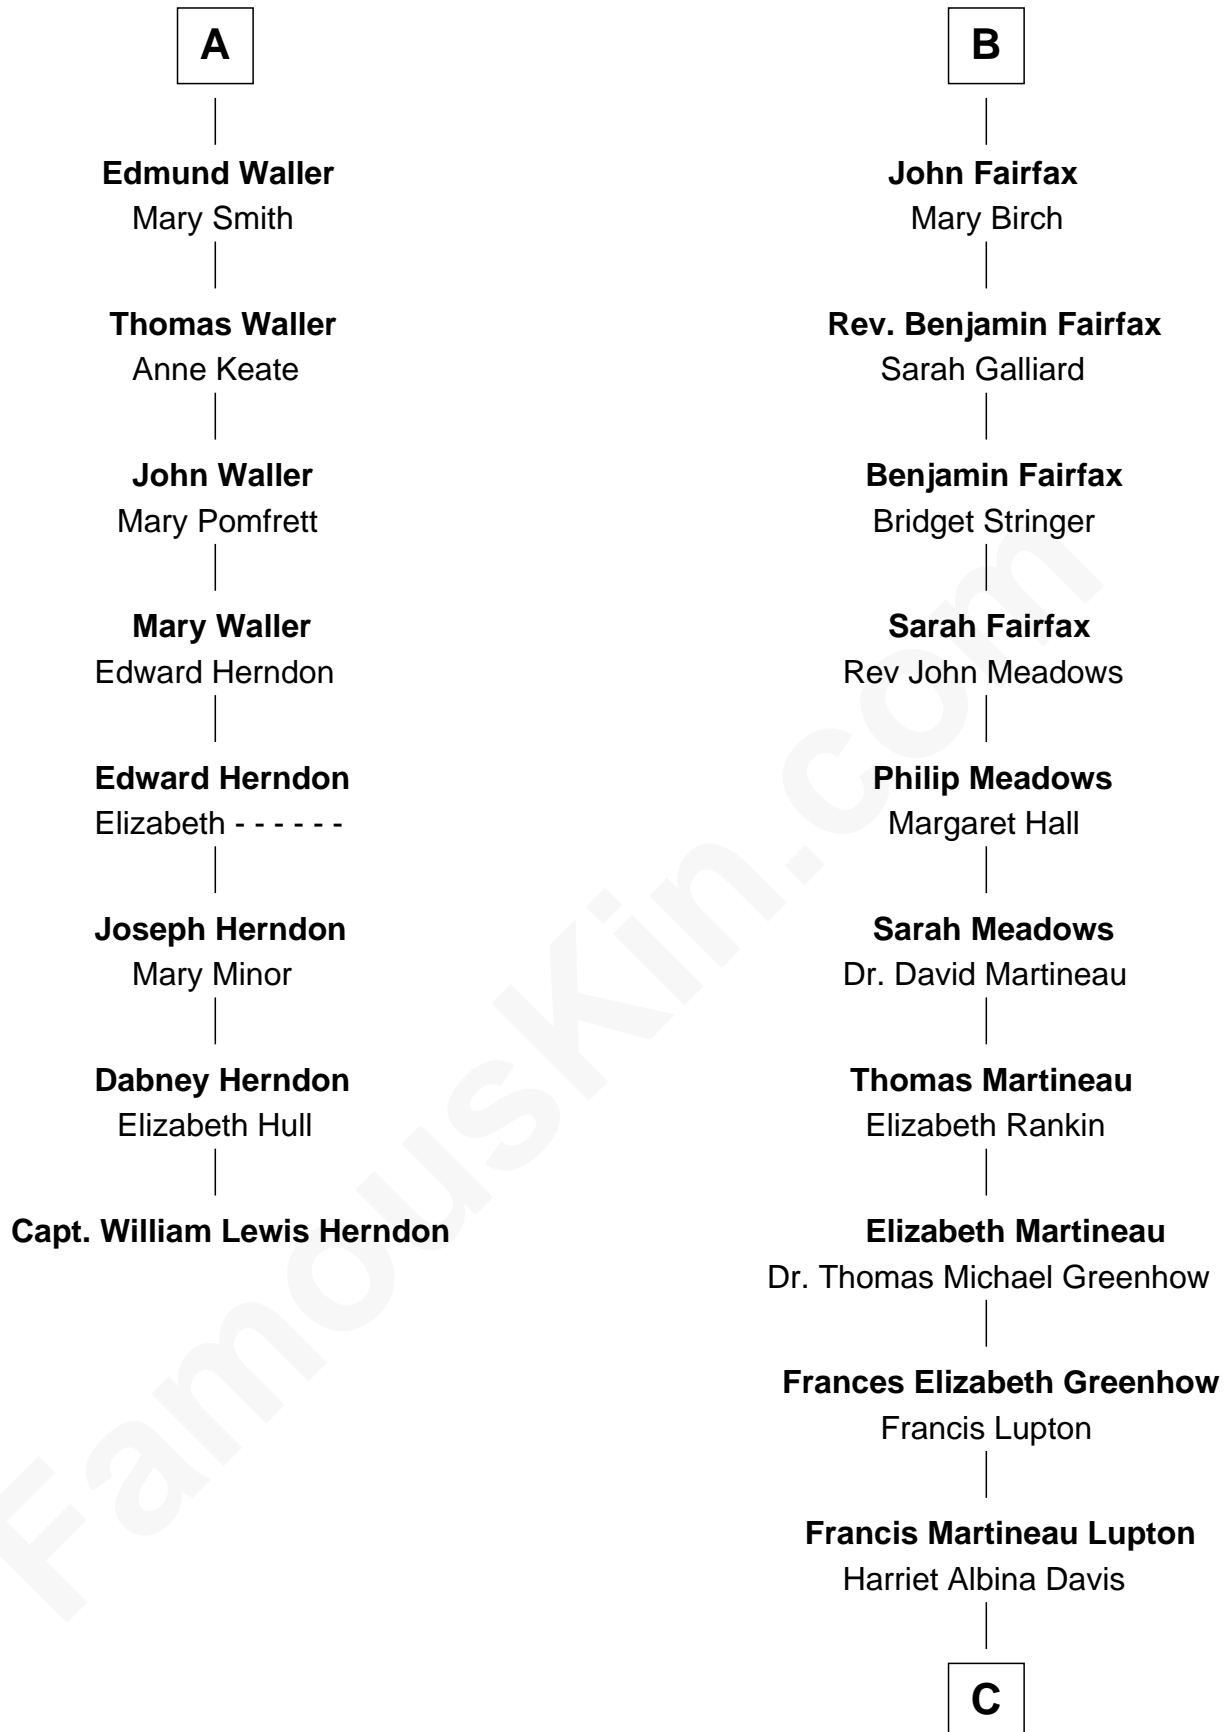 A
Edmund Waller
Mary Smith
Thomas Waller
Anne Keate
John Waller
Mary Pomfrett
Mary Waller
Edward Herndon
Edward Herndon
Elizabeth - - - - - -
Joseph Herndon
Mary Minor
Dabney Herndon
Elizabeth Hull
Capt. William Lewis Herndon
B
John Fairfax
Mary Birch
Rev. Benjamin Fairfax
Sarah Galliard
Benjamin Fairfax
Bridget Stringer
Sarah Fairfax
Rev John Meadows
Philip Meadows
Margaret Hall
Sarah Meadows
Dr. David Martineau
Thomas Martineau
Elizabeth Rankin
Elizabeth Martineau
Dr. Thomas Michael Greenhow
Frances Elizabeth Greenhow
Francis Lupton
Francis Martineau Lupton
Harriet Albina Davis
C
FamousKin.com